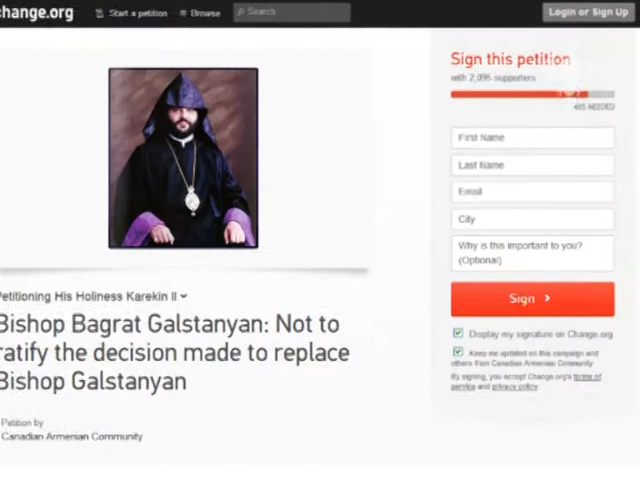 change.org
Start a petition
Browse
Search
Login or Sign Up
Sign this petition
with 2,095 supporters
405 NEEDED
First Name
Last Name
Email
City
Why is this important to you?
(Optional)
Sign
Display my signature on Change.org
Keep me updated on this campaign and
others from Canadian Armenian Community
By signing, you accept Change.org's terms of
service and privacy policy.
Petitioning His Holiness Karekin II
Bishop Bagrat Galstanyan: Not to
ratify the decision made to replace
Bishop Galstanyan
Petition by
Canadian Armenian Community